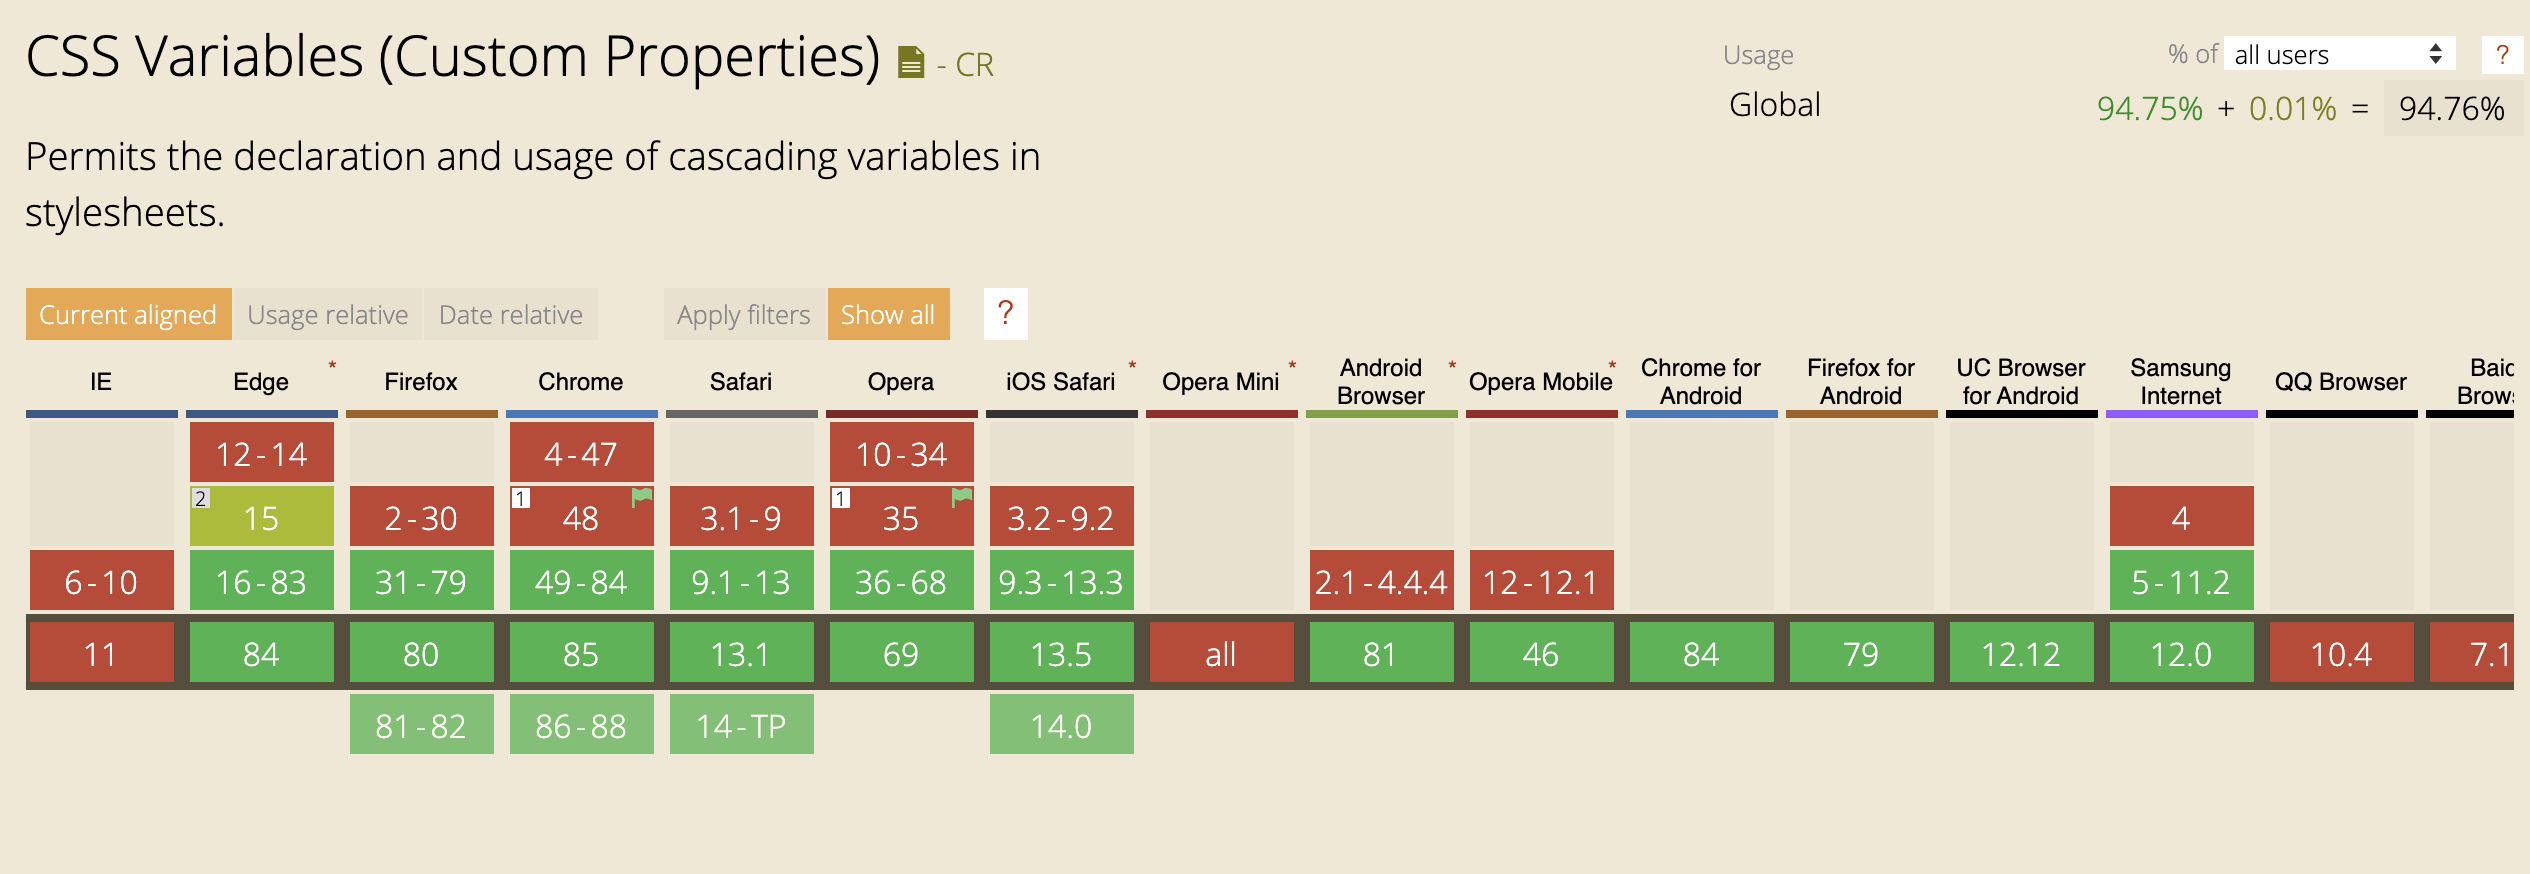 CSS Variables (Custom Properties) - CR
Usage % of all users ?
Global 94.75% + 0.01% = 94.76%
Permits the declaration and usage of cascading variables in
stylesheets.
Current aligned Usage relative Date relative Apply filters Show all ?
IE Edge * Firefox Chrome Safari Opera iOS Safari * Opera Mini * Android Browser * Opera Mobile * Chrome for Android Firefox for Android UC Browser for Android Samsung Internet QQ Browser
12-14 4-47 10-34
2 15 2-30 1 48 3.1-9 1 35 3.2-9.2 4
6-10 16-83 31-79 49-84 9.1-13 36-68 9.3-13.3 2.1-4.4.4 12-12.1 5-11.2
11 84 80 85 13.1 69 13.5 all 81 46 84 79 12.12 12.0 10.4 7.1
81-82 86-88 14-TP 14.0